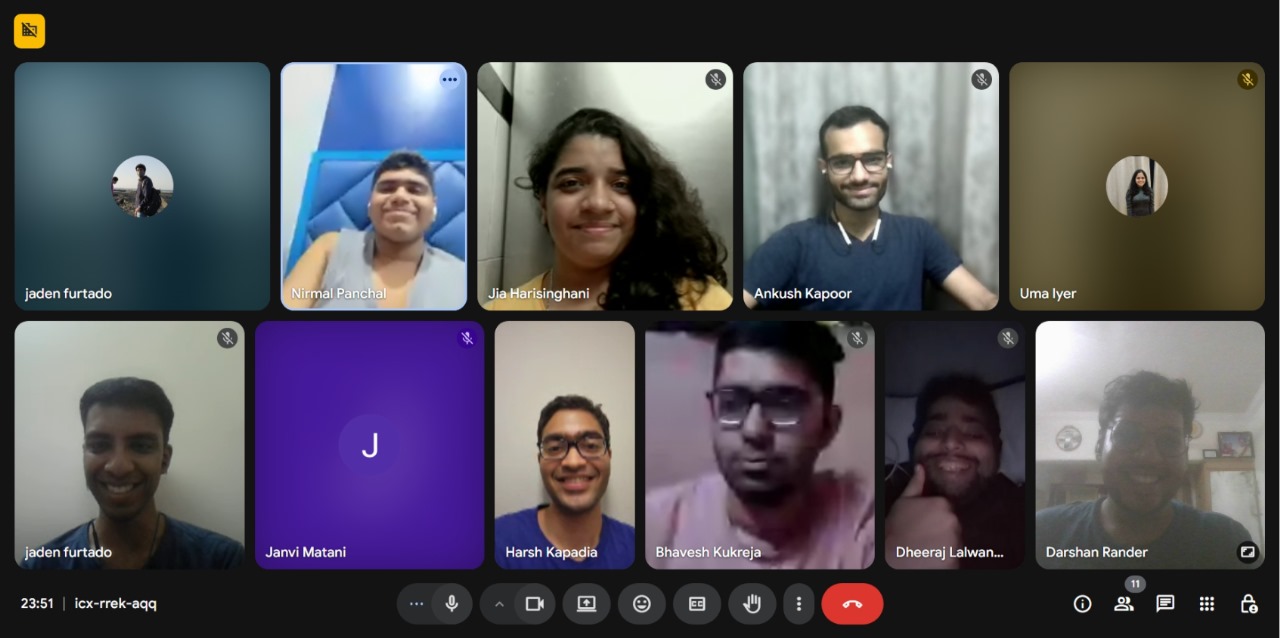 jaden furtado
Nirmal Panchal
Jia Harisinghani
Ankush Kapoor
Uma Iyer
jaden furtado
J
Janvi Matani
Harsh Kapadia
Bhavesh Kukreja
Dheeraj Lalwan...
Darshan Rander
23:51 | icx-rrek-aqq
CC
11